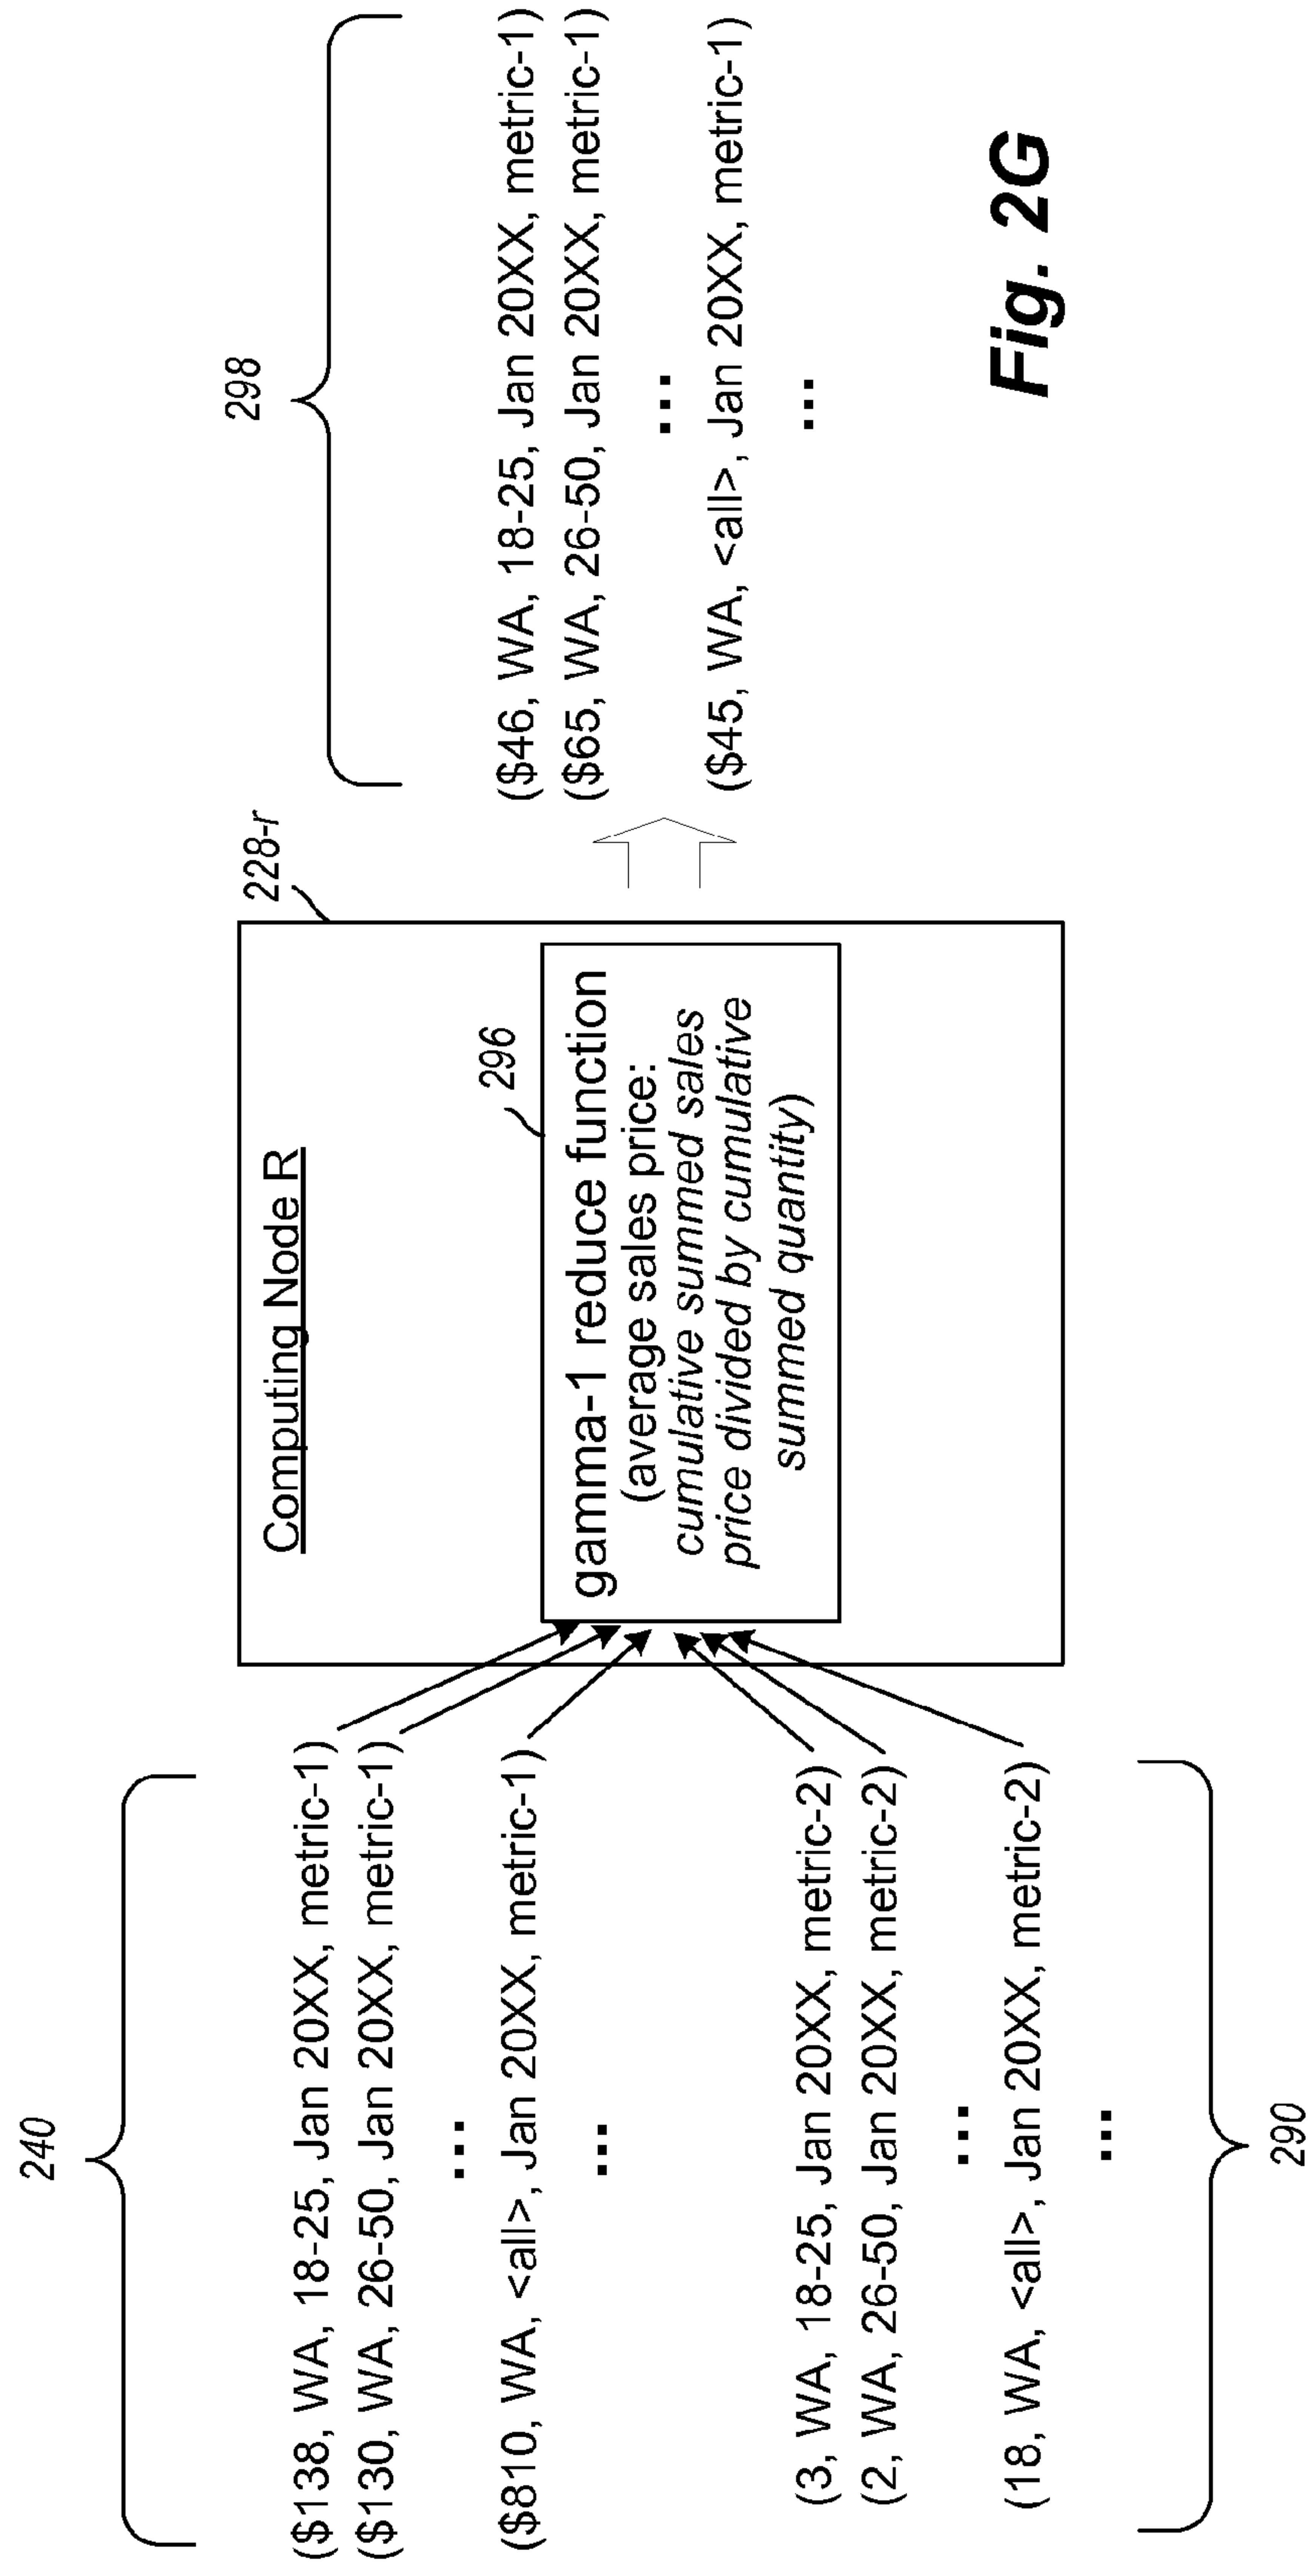 240
($138, WA, 18-25, Jan 20XX, metric-1)
($130, WA, 26-50, Jan 20XX, metric-1)
...
($810, WA, <all>, Jan 20XX, metric-1)
...
(3, WA, 18-25, Jan 20XX, metric-2)
(2, WA, 26-50, Jan 20XX, metric-2)
...
(18, WA, <all>, Jan 20XX, metric-2)
...
290
228-r
Computing Node R
296
gamma-1 reduce function
(average sales price:
cumulative summed sales
price divided by cumulative
summed quantity)
298
($46, WA, 18-25, Jan 20XX, metric-1)
($65, WA, 26-50, Jan 20XX, metric-1)
...
($45, WA, <all>, Jan 20XX, metric-1)
...
Fig. 2G